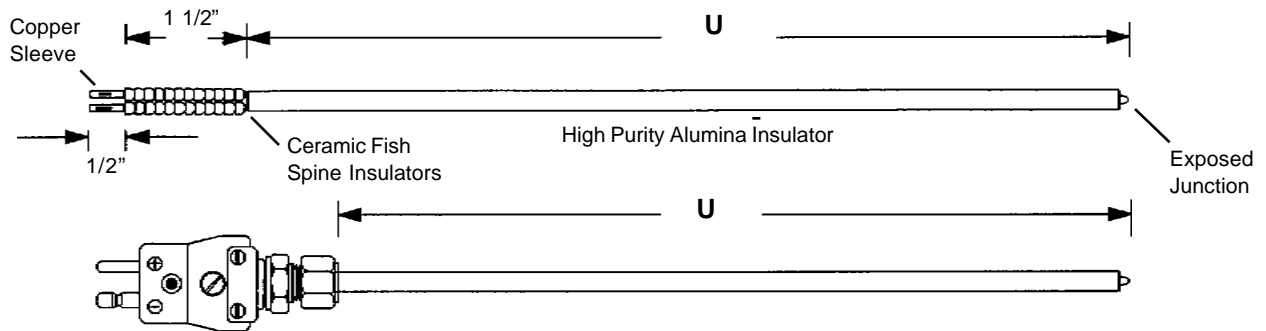 1 1/2”
U
Copper
Sleeve
High Purity Alumina Insulator
Ceramic Fish
Spine Insulators
1/2”
Exposed
Junction
U
+
-